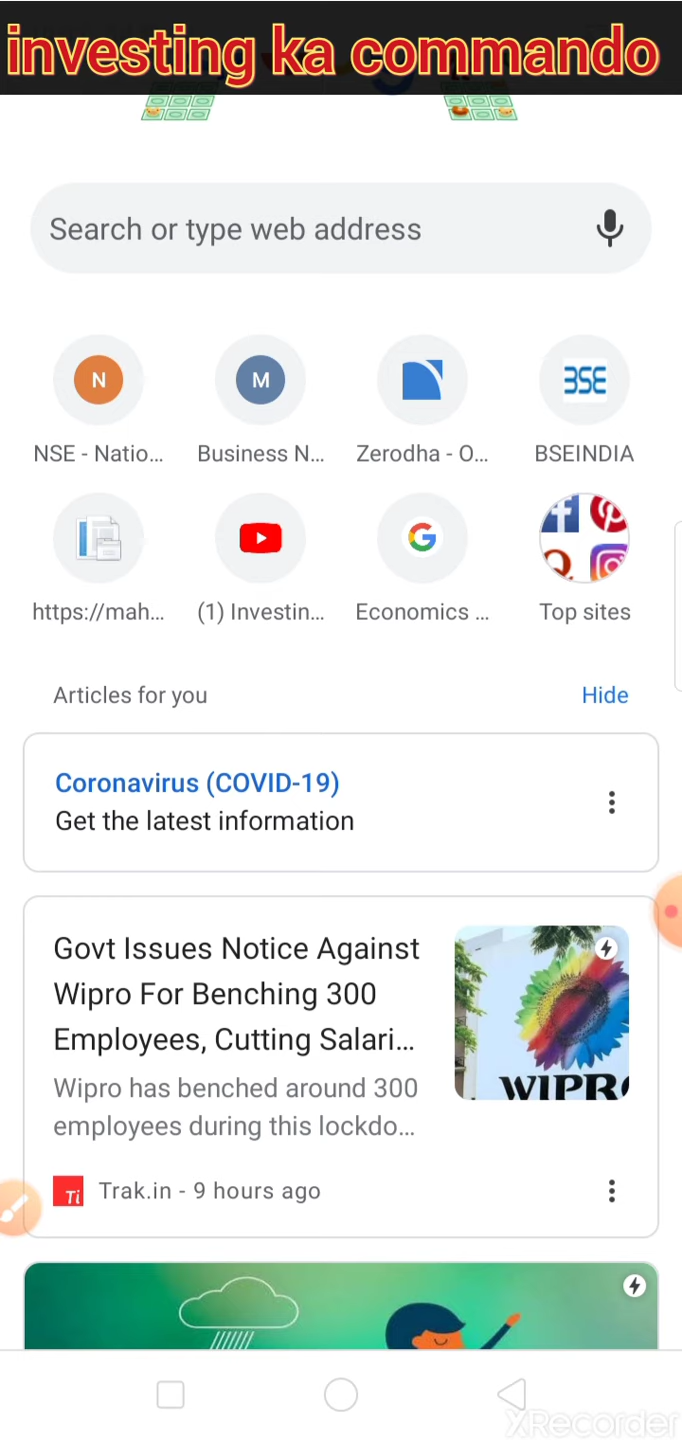 investing ka commando
Search or type web address
N
M
BSE
NSE - Natio...
Business N...
Zerodha - O...
BSEINDIA
https://mah...
(1) Investin...
Economics ...
Top sites
Articles for you
Hide
Coronavirus (COVID-19)
Get the latest information
Govt Issues Notice Against
Wipro For Benching 300
Employees, Cutting Salari...
Wipro has benched around 300
employees during this lockdo...
WIPR
Ti
Trak.in - 9 hours ago
XRecorder